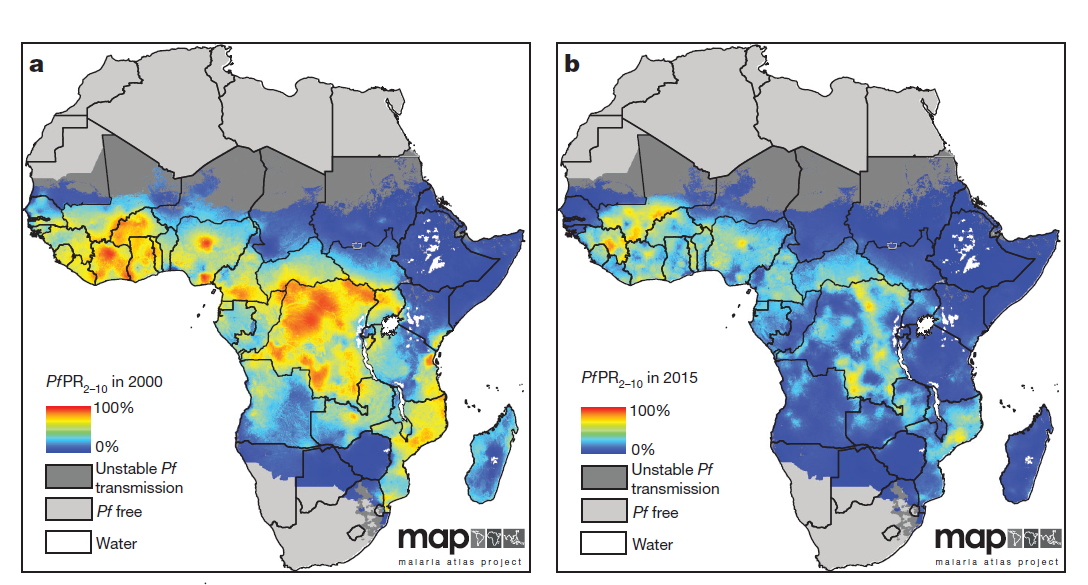 a
PfPR2–10 in 2000
100%
0%
Unstable Pf
transmission
Pf free
Water
map
malaria atlas project
b
PfPR2–10 in 2015
100%
0%
Unstable Pf
transmission
Pf free
Water
map
malaria atlas project